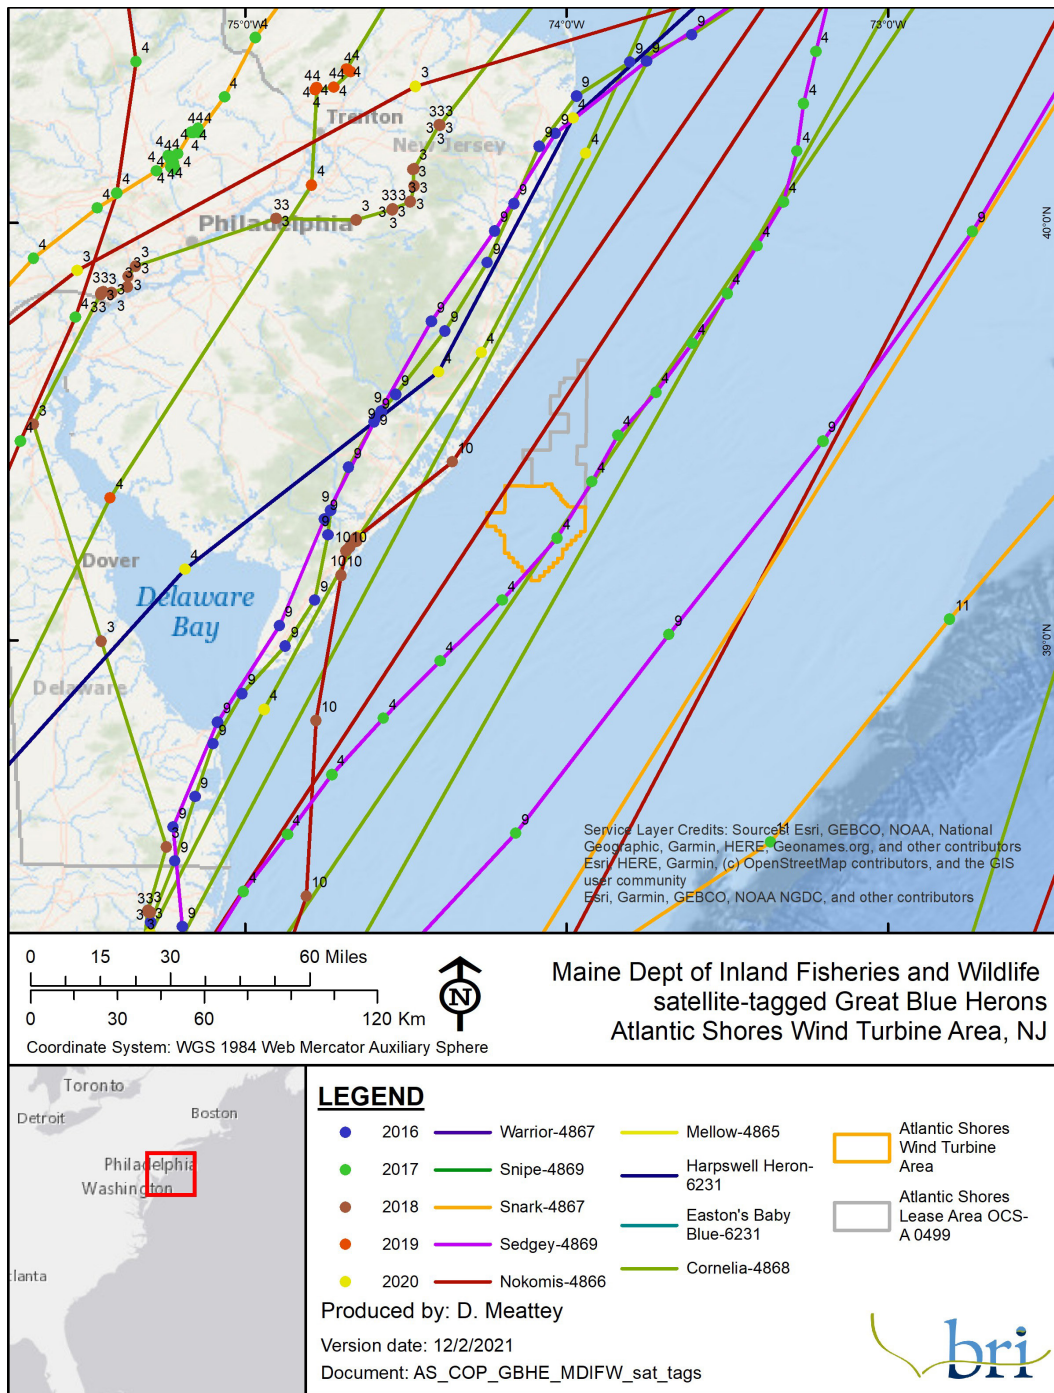 75°0'W
74°0'W
73°0'W
40°0'N
39°0'N
Trenton
New Jersey
Philadelphia
Dover
Delaware
Bay
Delaware
Service Layer Credits: Sources: Esri, GEBCO, NOAA, National
Geographic, Garmin, HERE, Geonames.org, and other contributors
Esri, HERE, Garmin, (c) OpenStreetMap contributors, and the GIS
user community
Esri, Garmin, GEBCO, NOAA NGDC, and other contributors
0 15 30 60 Miles
0 30 60 120 Km
N
Coordinate System: WGS 1984 Web Mercator Auxiliary Sphere
Maine Dept of Inland Fisheries and Wildlife
satellite-tagged Great Blue Herons
Atlantic Shores Wind Turbine Area, NJ
Toronto
Detroit
Boston
Philadelphia
Washington
lanta
LEGEND
2016
2017
2018
2019
2020
Warrior-4867
Snipe-4869
Snark-4867
Sedgey-4869
Nokomis-4866
Mellow-4865
Harpswell Heron-
6231
Easton's Baby
Blue-6231
Cornelia-4868
Atlantic Shores
Wind Turbine
Area
Atlantic Shores
Lease Area OCS-
A 0499
Produced by: D. Meattey
Version date: 12/2/2021
Document: AS_COP_GBHE_MDIFW_sat_tags
bri